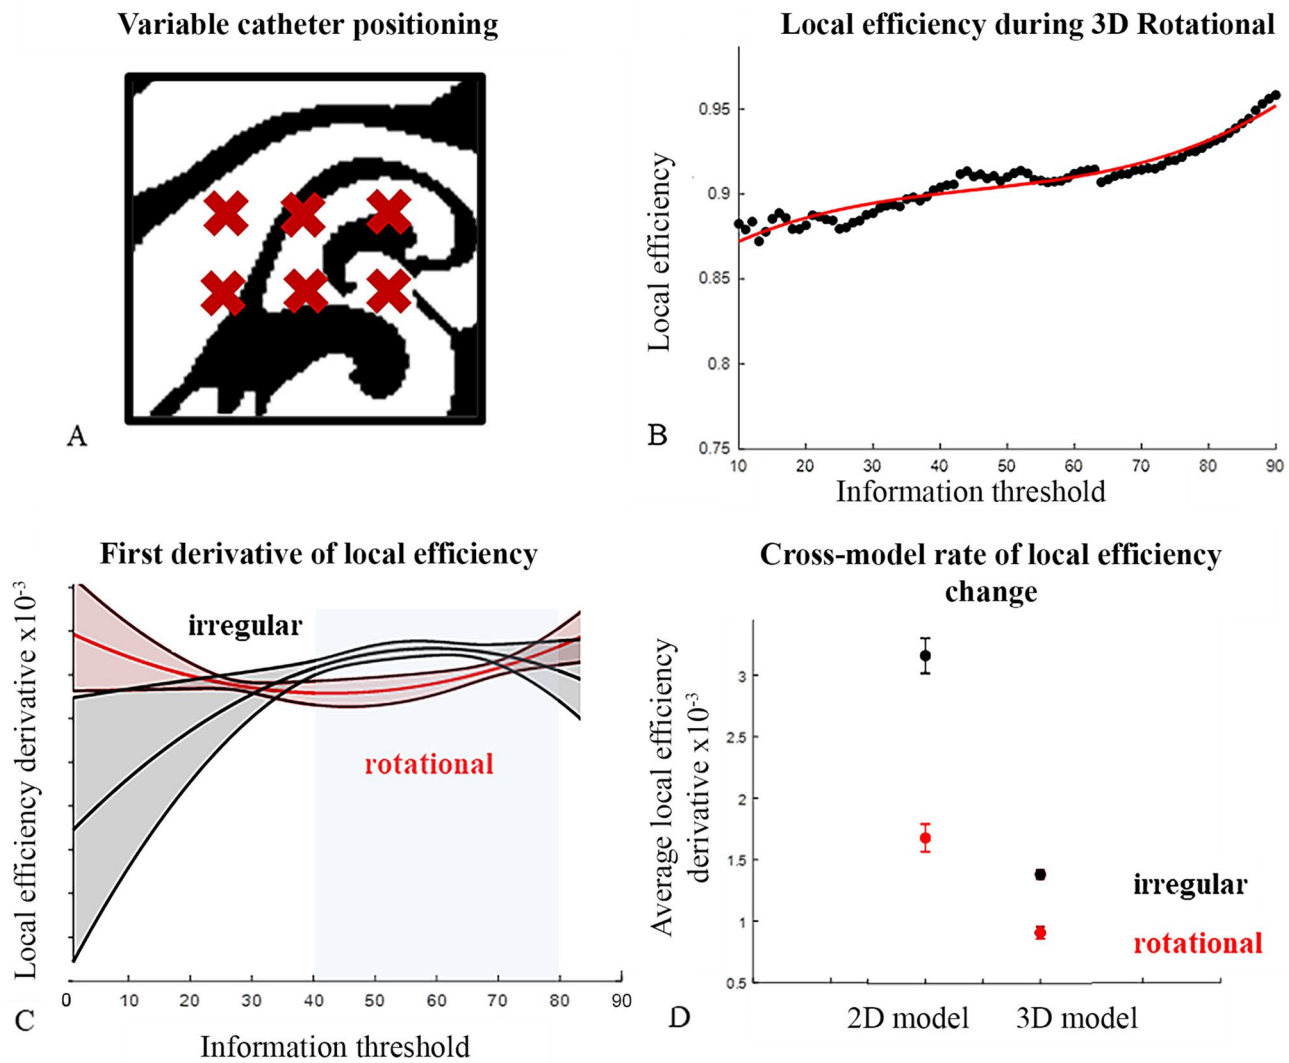 Variable catheter positioning
A
Local efficiency during 3D Rotational
Local efficiency
0.95
0.9
0.85
0.8
0.75
10 20 30 40 50 60 70 80 90
Information threshold
B
First derivative of local efficiency
Local efficiency derivative x10-3
irregular
rotational
0 10 20 30 40 50 60 70 80 90
Information threshold
C
Cross-model rate of local efficiency
change
Average local efficiency
derivative x10-3
3
2.5
2
1.5
1
0.5
irregular
rotational
2D model 3D model
D